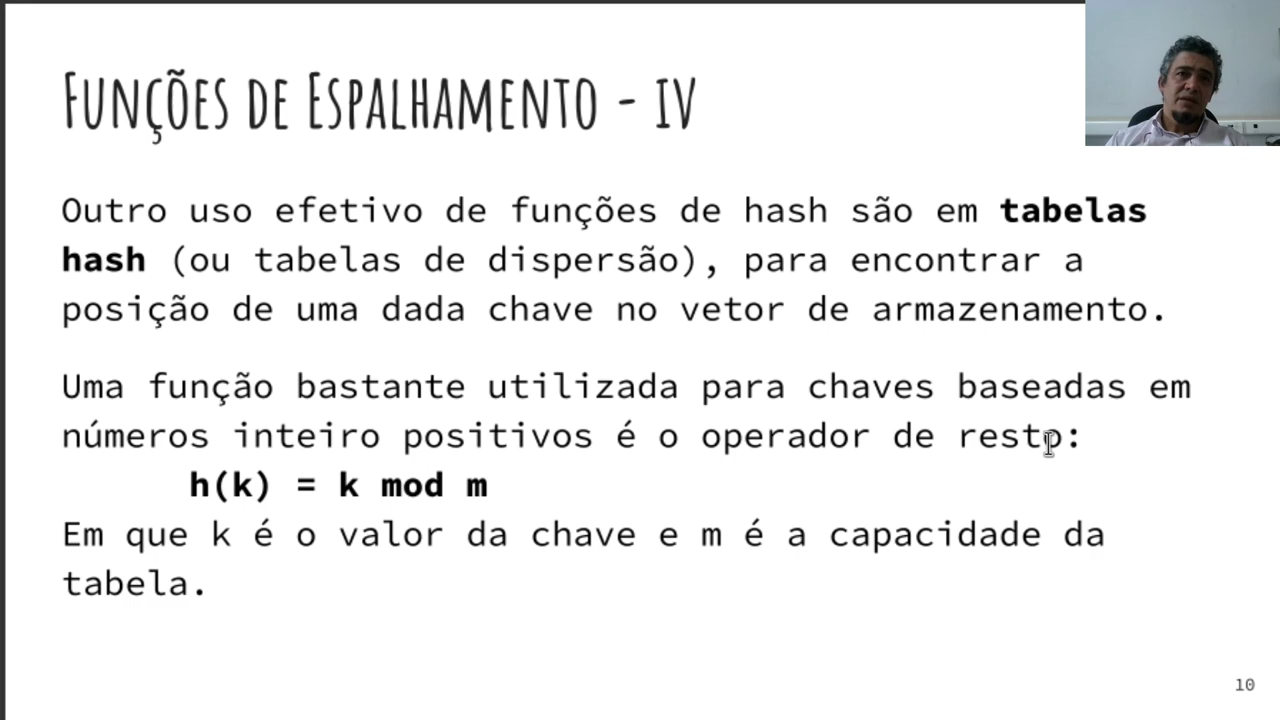 Funções de Espalhamento - IV
Outro uso efetivo de funções de hash são em tabelas
hash (ou tabelas de dispersão), para encontrar a
posição de uma dada chave no vetor de armazenamento.
Uma função bastante utilizada para chaves baseadas em
números inteiro positivos é o operador de resto:
h(k) = k mod m
Em que k é o valor da chave e m é a capacidade da
tabela.
10